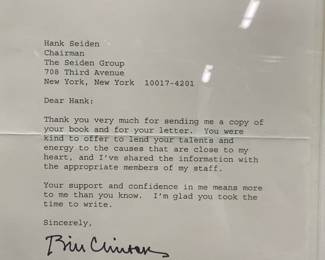 Hank Seiden
Chairman
The Seiden Group
708 Third Avenue
New York, New York  10017-4201
Dear Hank:
Thank you very much for sending me a copy of
your book and for your letter.  You were
kind to offer to lend your talents and
energy to the causes that are close to my
heart, and I've shared the information with
the appropriate members of my staff.
Your support and confidence in me means more
to me than you know.  I'm glad you took the
time to write.
Sincerely,
Bill Clinton